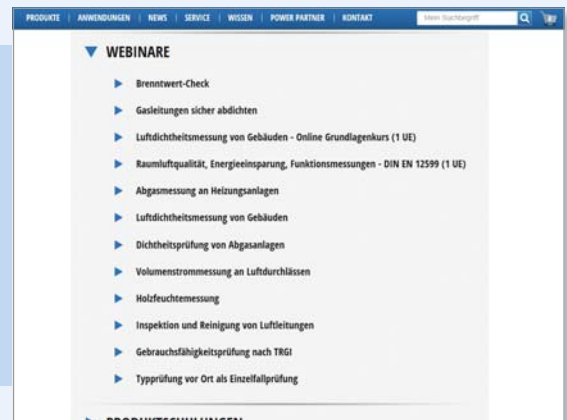 PRODUKTE | ANWENDUNGEN | NEWS | SERVICE | WISSEN | POWER PARTNER | KONTAKT Mein Suchbegriff
WEBINARE
Brenntwert-Check
Gasleitungen sicher abdichten
Luftdichtheitsmessung von Gebäuden - Online Grundlagenkurs (1 UE)
Raumluftqualität, Energieeinsparung, Funktionsmessungen - DIN EN 12599 (1 UE)
Abgasmessung an Heizungsanlagen
Luftdichtheitsmessung von Gebäuden
Dichtheitsprüfung von Abgasanlagen
Volumenstrommessung an Luftdurchlässen
Holzfeuchtemessung
Inspektion und Reinigung von Luftleitungen
Gebrauchsfähigkeitsprüfung nach TRGI
Typprüfung vor Ort als Einzelfallprüfung
PRODUKTSCHULUNGEN